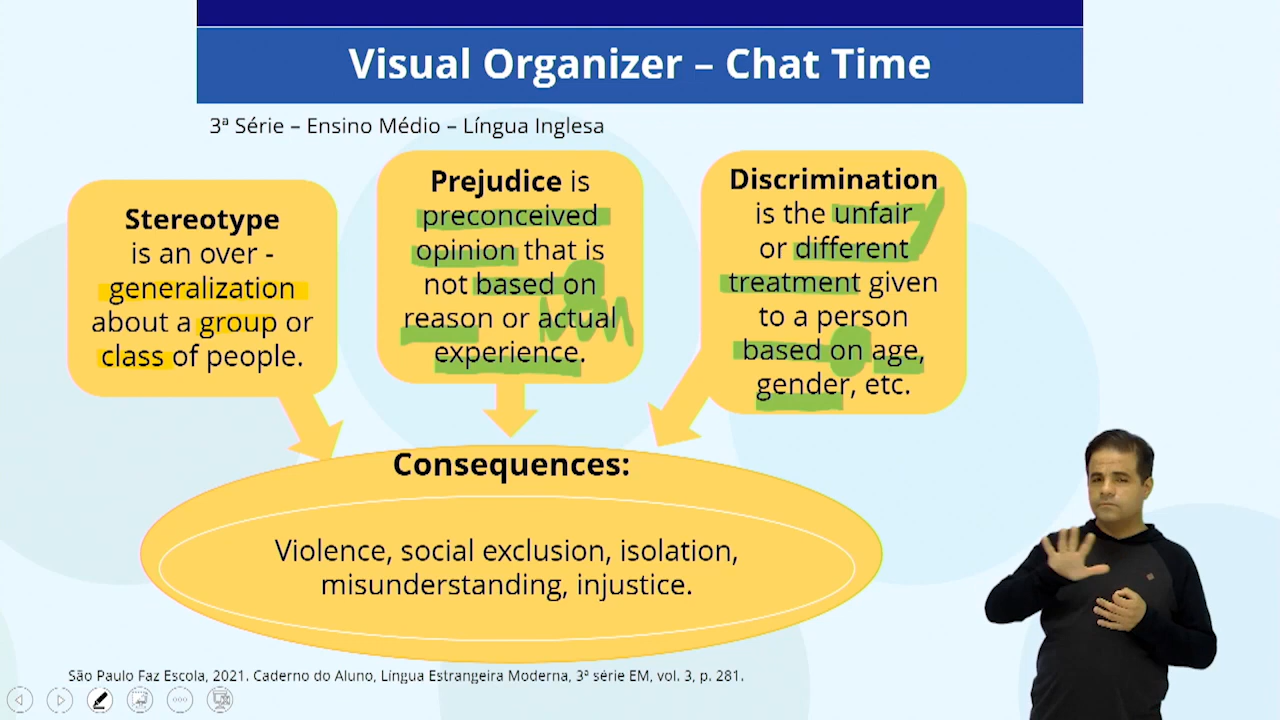 Visual Organizer – Chat Time
3ª Série – Ensino Médio – Língua Inglesa
Stereotype
is an over -
generalization
about a group or
class of people.
Prejudice is
preconceived
opinion that is
not based on
reason or actual
experience.
Discrimination
is the unfair
or different
treatment given
to a person
based on age,
gender, etc.
Consequences:
Violence, social exclusion, isolation,
misunderstanding, injustice.
São Paulo Faz Escola, 2021. Caderno do Aluno, Língua Estrangeira Moderna, 3ª série EM, vol. 3, p. 281.